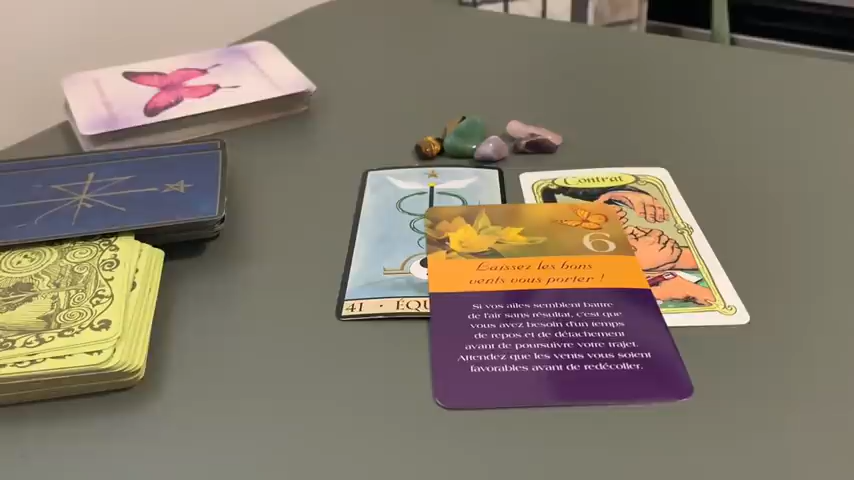 Contrat
6
Laissez les bons
vents vous porter !
41 · ÉQU
Si vos ailes semblent battre
de l'air sans résultat, c'est que
vous avez besoin d'un temps
de repos et de détachement
avant de poursuivre votre trajet.
Attendez que les vents vous soient
favorables avant de redécoller.